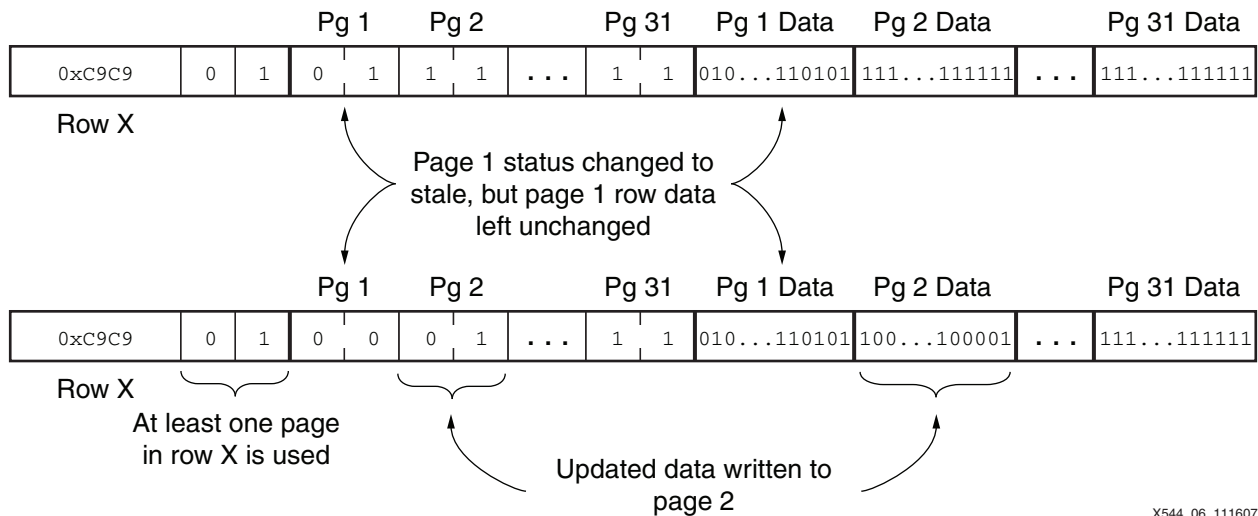 Pg 1 Pg 2 Pg 31 Pg 1 Data Pg 2 Data Pg 31 Data
0xC9C9 0 1 0 1 1 1 ... 1 1 010...110101 111...111111 ... 111...111111
Row X
Page 1 status changed to
stale, but page 1 row data
left unchanged
Pg 1 Pg 2 Pg 31 Pg 1 Data Pg 2 Data Pg 31 Data
0xC9C9 0 1 0 0 0 1 ... 1 1 010...110101 100...100001 ... 111...111111
Row X
At least one page
in row X is used
Updated data written to
page 2
X544_06_111607